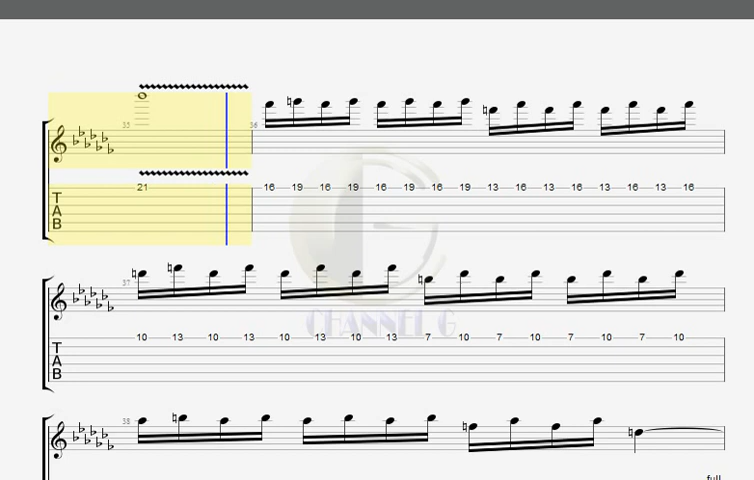 35
36
T 21 16 19 16 19 16 19 16 19 13 16 13 16 13 16 13 16
A
B
CHANNEL G
37
T 10 13 10 13 10 13 10 13 7 10 7 10 7 10 7 10
A
B
38
full